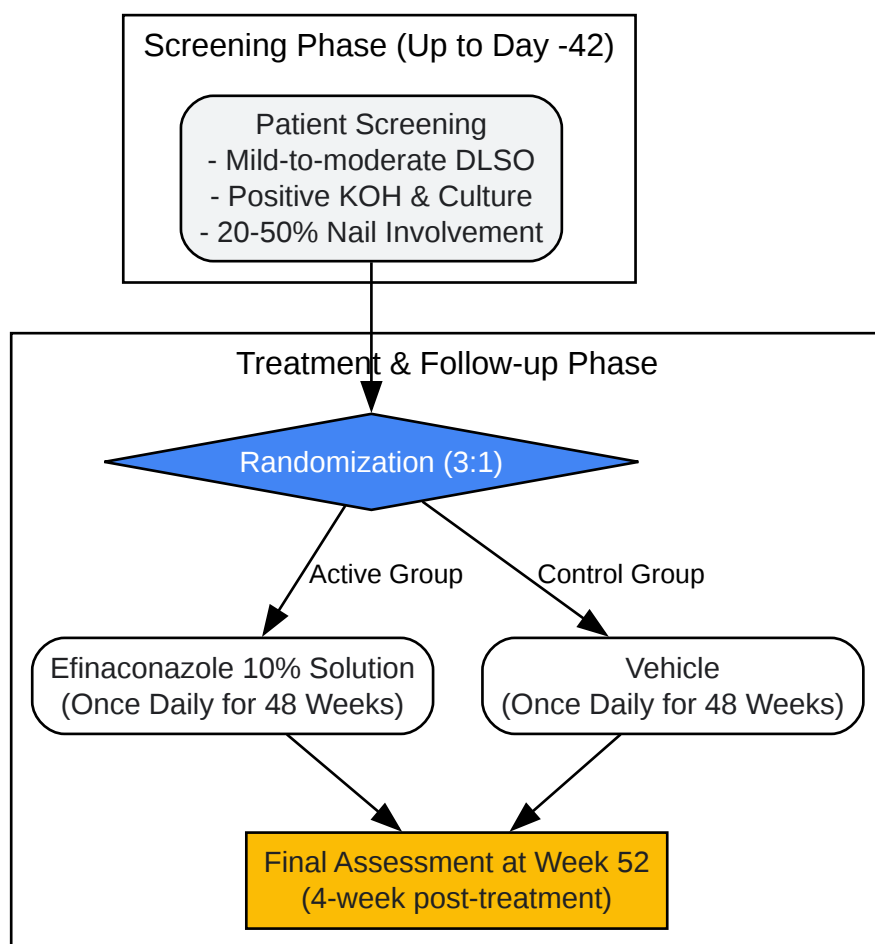 Screening Phase (Up to Day -42)
Patient Screening
- Mild-to-moderate DLSO
- Positive KOH & Culture
- 20-50% Nail Involvement
Treatment & Follow-up Phase
Randomization (3:1)
Active Group
Control Group
Efinaconazole 10% Solution
(Once Daily for 48 Weeks)
Vehicle
(Once Daily for 48 Weeks)
Final Assessment at Week 52
(4-week post-treatment)